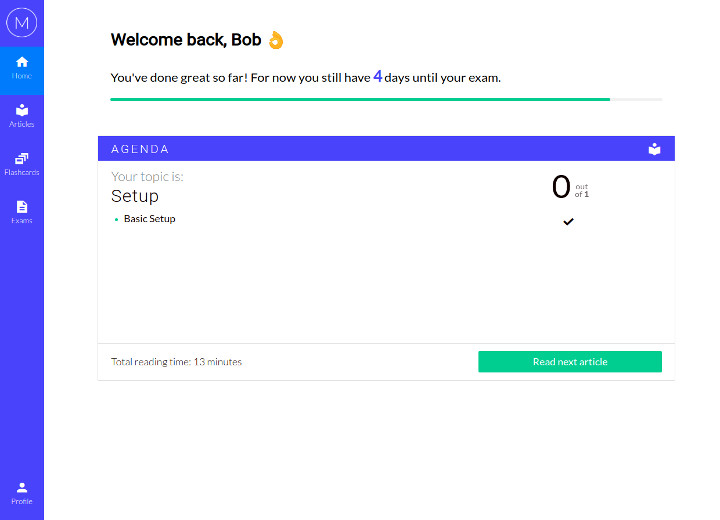 M
Home
Articles
Flashcards
Exams
Profile
Welcome back, Bob 👌
You've done great so far! For now you still have 4 days until your exam.
AGENDA
Your topic is:
Setup
Basic Setup
0 out of 1
Total reading time: 13 minutes
Read next article